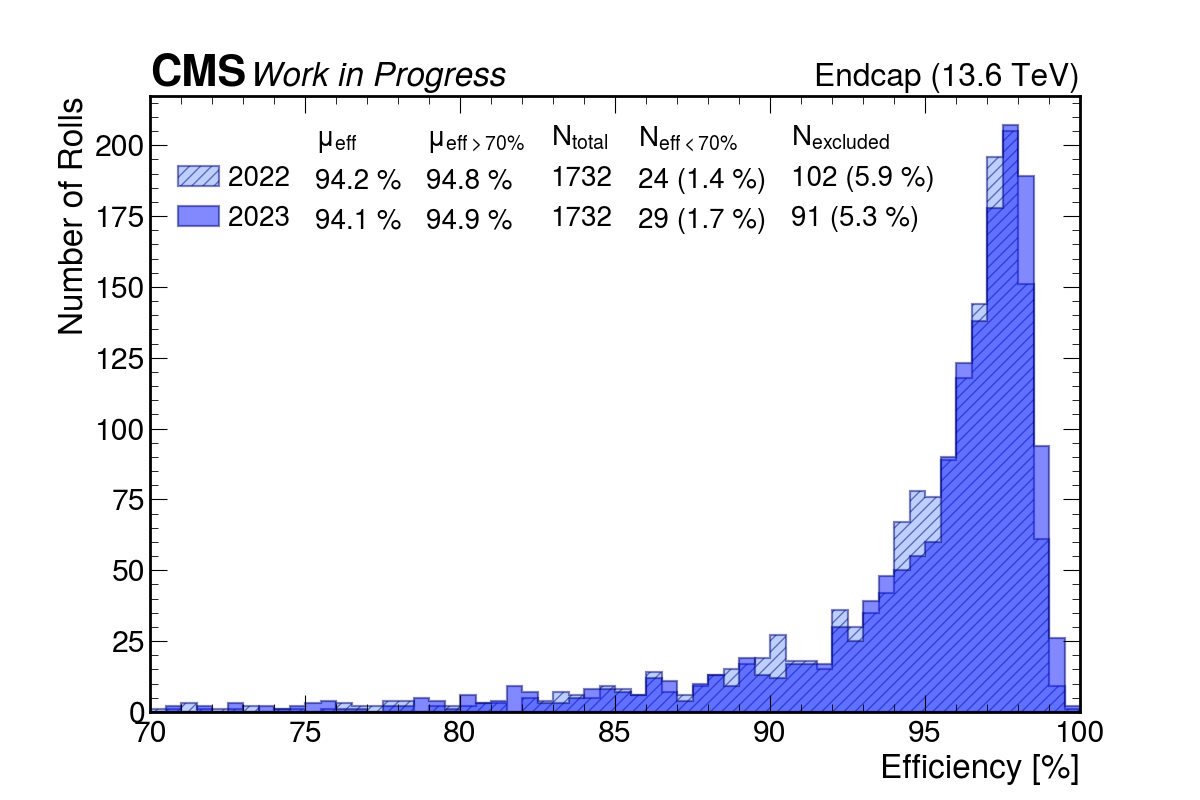 CMS Work in Progress Endcap (13.6 TeV)
Number of Rolls
μeff μeff > 70% Ntotal Neff < 70% Nexcluded
2022 94.2 % 94.8 % 1732 24 (1.4 %) 102 (5.9 %)
2023 94.1 % 94.9 % 1732 29 (1.7 %) 91 (5.3 %)
200
175
150
125
100
75
50
25
0
70 75 80 85 90 95 100
Efficiency [%]